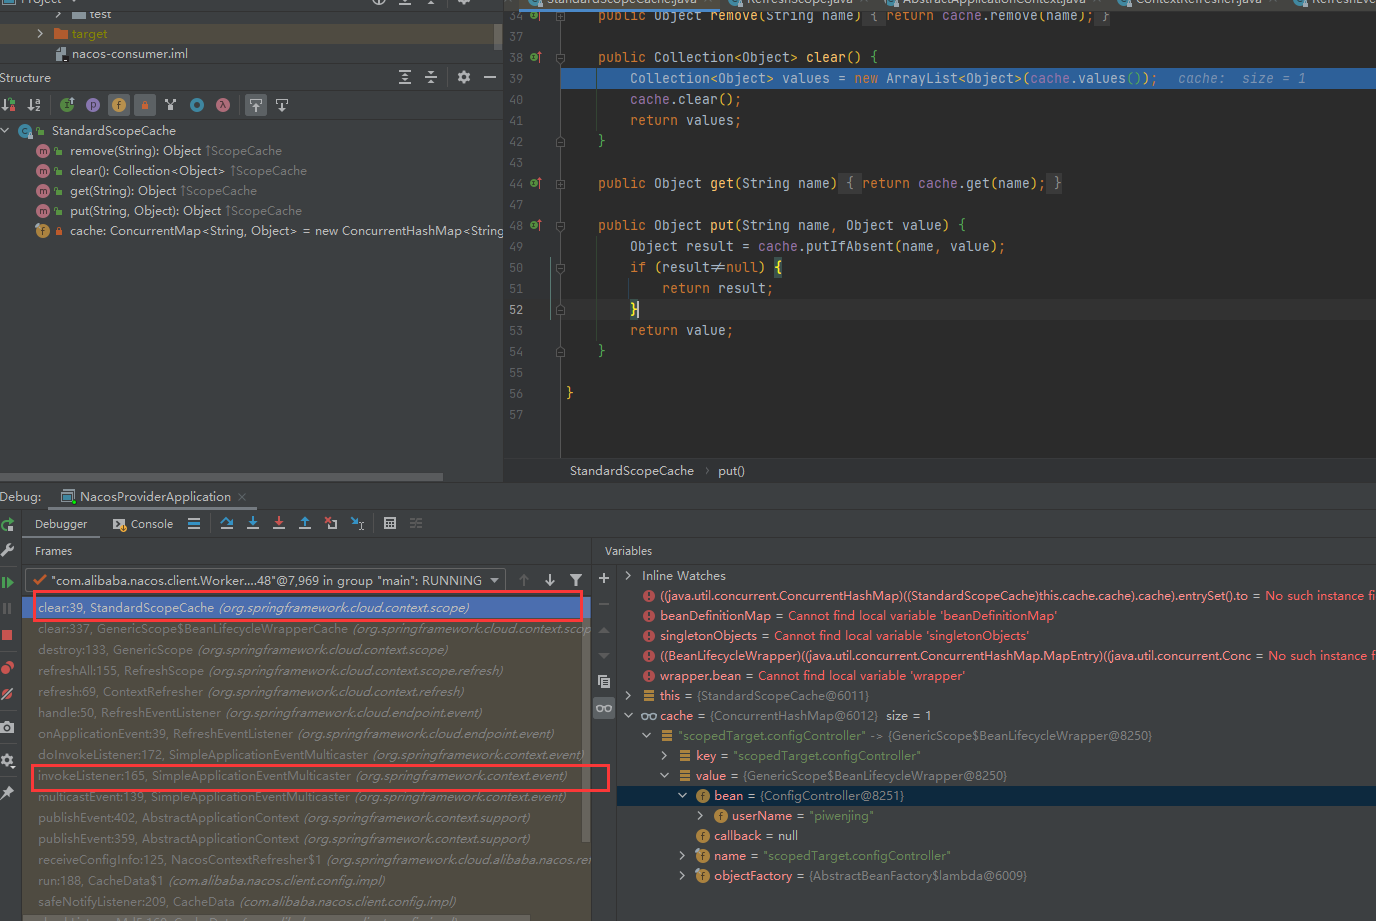 Project
test
target
nacos-consumer.iml
Structure
StandardScopeCache
remove(String): Object ↑ScopeCache
clear(): Collection<Object> ↑ScopeCache
get(String): Object ↑ScopeCache
put(String, Object): Object ↑ScopeCache
cache: ConcurrentMap<String, Object> = new ConcurrentHashMap<String
StandardScopeCache.java
RefreshScope.java
AbstractApplicationContext.java
ContextRefresher.java
34 public Object remove(String name) { return cache.remove(name); }
37
38 public Collection<Object> clear() {
39 Collection<Object> values = new ArrayList<Object>(cache.values()); cache: size = 1
40 cache.clear();
41 return values;
42 }
43
44 public Object get(String name) { return cache.get(name); }
47
48 public Object put(String name, Object value) {
49 Object result = cache.putIfAbsent(name, value);
50 if (result≠null) {
51 return result;
52 }
53 return value;
54 }
55
56 }
57
StandardScopeCache › put()
Debug: NacosProviderApplication
Debugger Console
Frames
"com.alibaba.nacos.client.Worker....48"@7,969 in group "main": RUNNING
clear:39, StandardScopeCache (org.springframework.cloud.context.scope)
clear:337, GenericScope$BeanLifecycleWrapperCache (org.springframework.cloud.context.scop
destroy:133, GenericScope (org.springframework.cloud.context.scope)
refreshAll:155, RefreshScope (org.springframework.cloud.context.scope.refresh)
refresh:69, ContextRefresher (org.springframework.cloud.context.refresh)
handle:50, RefreshEventListener (org.springframework.cloud.endpoint.event)
onApplicationEvent:39, RefreshEventListener (org.springframework.cloud.endpoint.event)
doInvokeListener:172, SimpleApplicationEventMulticaster (org.springframework.context.event)
invokeListener:165, SimpleApplicationEventMulticaster (org.springframework.context.event)
multicastEvent:139, SimpleApplicationEventMulticaster (org.springframework.context.event)
publishEvent:402, AbstractApplicationContext (org.springframework.context.support)
publishEvent:359, AbstractApplicationContext (org.springframework.context.support)
receiveConfigInfo:125, NacosContextRefresher$1 (org.springframework.cloud.alibaba.nacos.ref
run:188, CacheData$1 (com.alibaba.nacos.client.config.impl)
safeNotifyListener:209, CacheData (com.alibaba.nacos.client.config.impl)
Variables
Inline Watches
((java.util.concurrent.ConcurrentHashMap)((StandardScopeCache)this.cache.cache).cache).entrySet().to = No such instance fi
beanDefinitionMap = Cannot find local variable 'beanDefinitionMap'
singletonObjects = Cannot find local variable 'singletonObjects'
((BeanLifecycleWrapper)((java.util.concurrent.ConcurrentHashMap.MapEntry)((java.util.concurrent.Conc = No such instance f
wrapper.bean = Cannot find local variable 'wrapper'
this = {StandardScopeCache@6011}
cache = {ConcurrentHashMap@6012} size = 1
"scopedTarget.configController" -> {GenericScope$BeanLifecycleWrapper@8250}
key = "scopedTarget.configController"
value = {GenericScope$BeanLifecycleWrapper@8250}
bean = {ConfigController@8251}
userName = "piwenjing"
callback = null
name = "scopedTarget.configController"
objectFactory = {AbstractBeanFactory$lambda@6009}